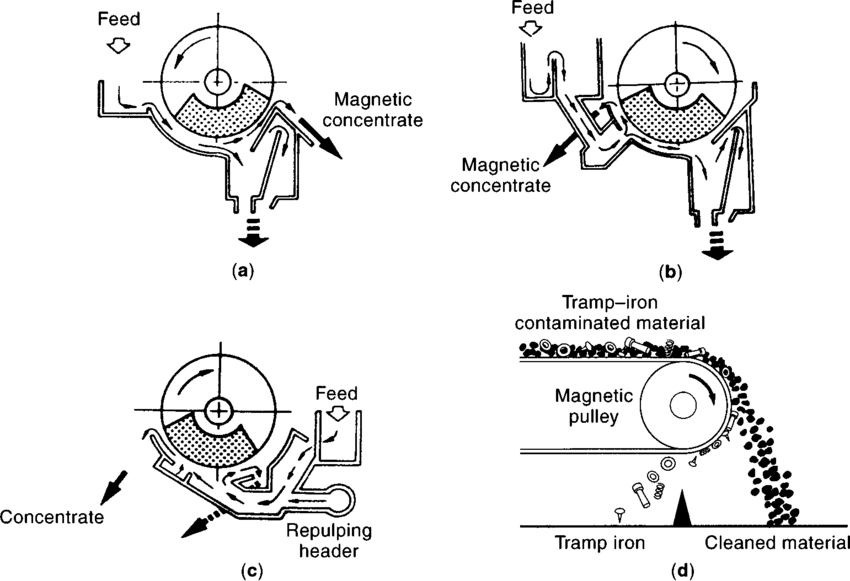 Feed
Magnetic
concentrate
(a)
Feed
Magnetic
concentrate
(b)
Feed
Concentrate
Repulping
header
(c)
Tramp–iron
contaminated material
Magnetic
pulley
Tramp iron
Cleaned material
(d)